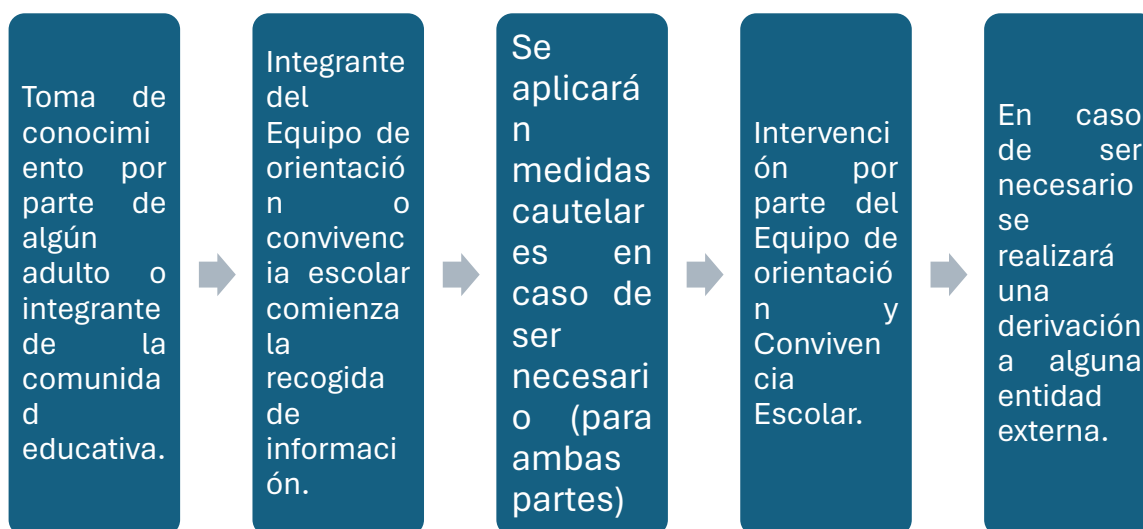 Toma de
conocimi
ento por
parte de
algún
adulto o
integrante
de la
comunida
d
educativa.
Integrante
del
Equipo de
orientació
n o
convivenc
ia escolar
comienza
la
recogida
de
informaci
ón.
Se
aplicará
n
medidas
cautelar
es en
caso de
ser
necesari
o (para
ambas
partes)
Intervenci
ón por
parte del
Equipo de
orientació
n y
Conviven
cia
Escolar.
En caso
de ser
necesario
se
realizará
una
derivación
a alguna
entidad
externa.